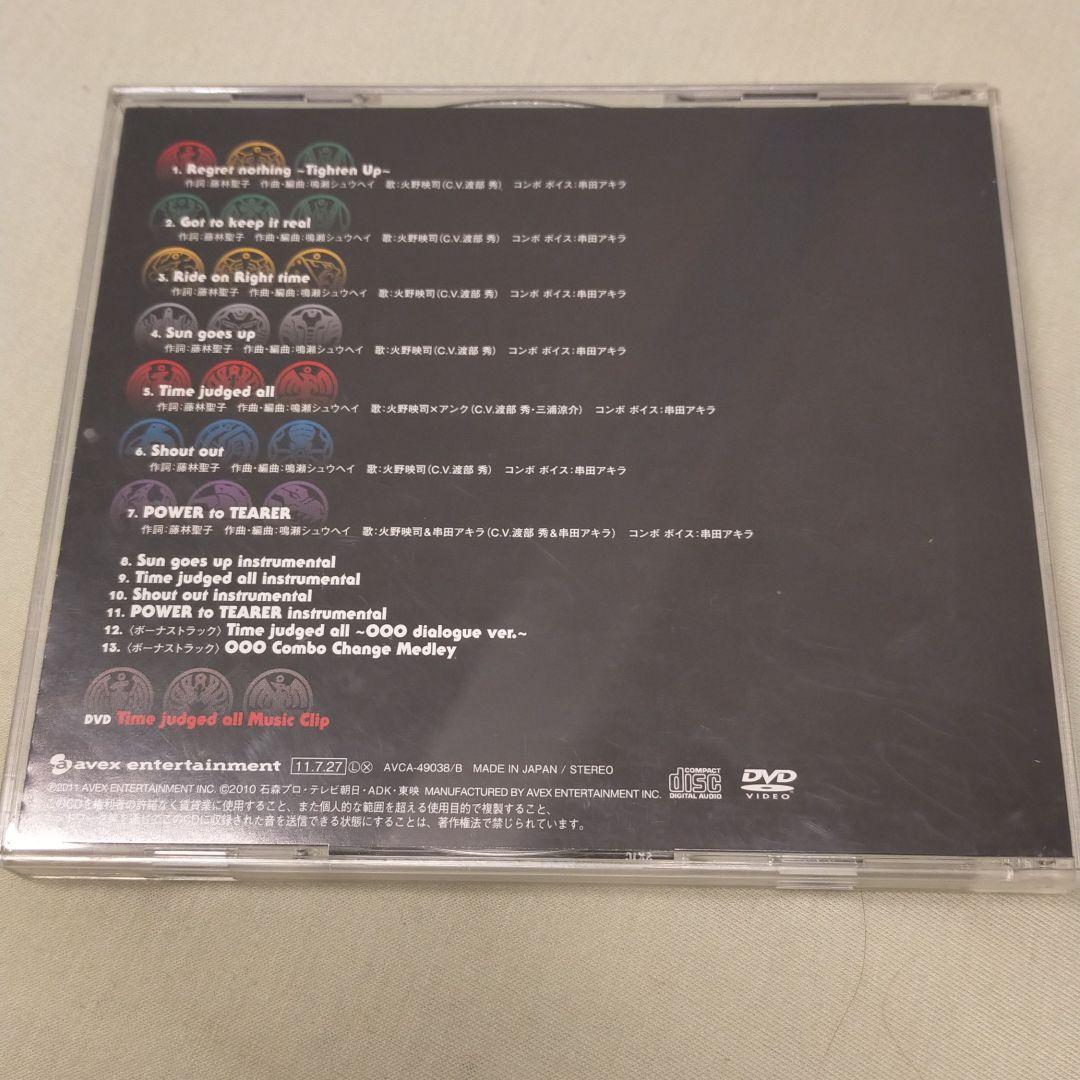 1. Regret nothing ~Tighten Up~
作詞:藤林聖子 作曲・編曲:鳴瀬シュウヘイ 歌:火野映司(C.V.渡部 秀) コンボ ボイス:串田アキラ
2. Got to keep it real
作詞:藤林聖子 作曲・編曲:鳴瀬シュウヘイ 歌:火野映司(C.V.渡部 秀) コンボ ボイス:串田アキラ
3. Ride on Right time
作詞:藤林聖子 作曲・編曲:鳴瀬シュウヘイ 歌:火野映司(C.V.渡部 秀) コンボ ボイス:串田アキラ
4. Sun goes up
作詞:藤林聖子 作曲・編曲:鳴瀬シュウヘイ 歌:火野映司(C.V.渡部 秀) コンボ ボイス:串田アキラ
5. Time judged all
作詞:藤林聖子 作曲・編曲:鳴瀬シュウヘイ 歌:火野映司×アンク(C.V.渡部 秀・三浦涼介) コンボ ボイス:串田アキラ
6. Shout out
作詞:藤林聖子 作曲・編曲:鳴瀬シュウヘイ 歌:火野映司(C.V.渡部 秀) コンボ ボイス:串田アキラ
7. POWER to TEARER
作詞:藤林聖子 作曲・編曲:鳴瀬シュウヘイ 歌:火野映司&串田アキラ(C.V.渡部 秀&串田アキラ) コンボ ボイス:串田アキラ
8. Sun goes up instrumental
9. Time judged all instrumental
10. Shout out instrumental
11. POWER to TEARER instrumental
12. 〈ボーナストラック〉 Time judged all ~OOO dialogue ver.~
13. 〈ボーナストラック〉 OOO Combo Change Medley
DVD Time judged all Music Clip
a avex entertainment 11.7.27 Ⓛ Ⓧ AVCA-49038/B MADE IN JAPAN / STEREO
COMPACT disc DIGITAL AUDIO DVD VIDEO
℗2011 AVEX ENTERTAINMENT INC. ©2010 石森プロ・テレビ朝日・ADK・東映 MANUFACTURED BY AVEX ENTERTAINMENT INC.
このCDを権利者の許諾なく賃貸業に使用すること、また個人的な範囲を超える使用目的で複製すること、
ネットワーク等を通じてこのCDに収録された音を送信できる状態にすることは、著作権法で禁じられています。